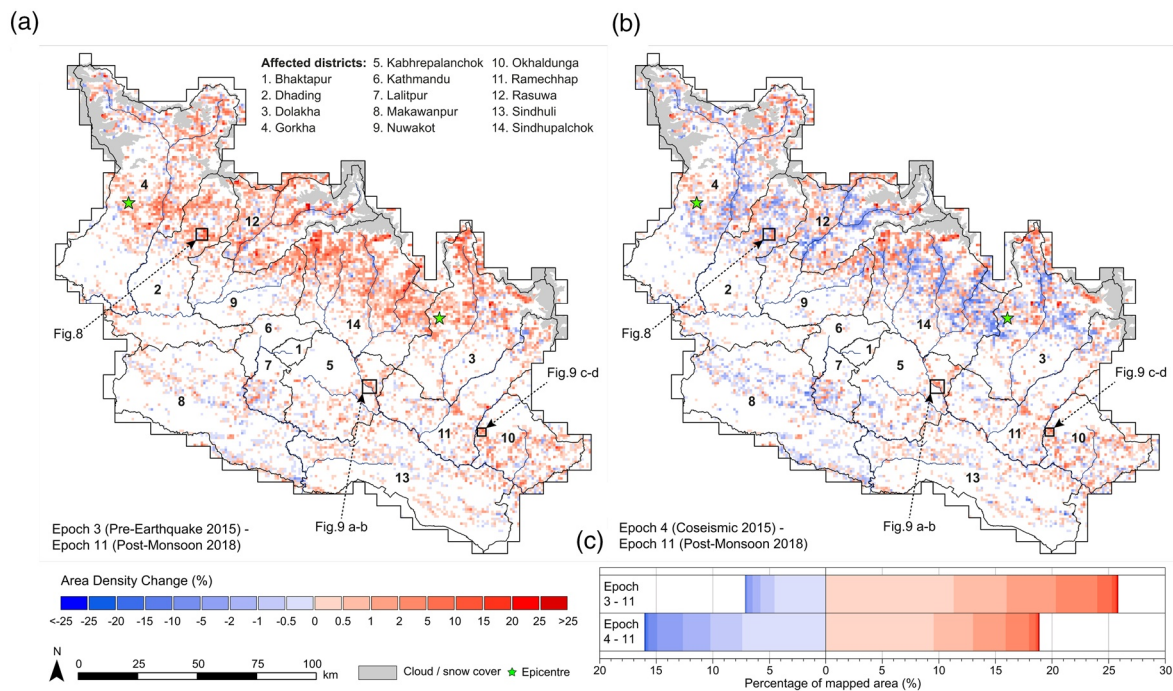 (a)
Affected districts:
1. Bhaktapur
2. Dhading
3. Dolakha
4. Gorkha
5. Kabhrepalanchok
6. Kathmandu
7. Lalitpur
8. Makawanpur
9. Nuwakot
10. Okhaldunga
11. Ramechhap
12. Rasuwa
13. Sindhuli
14. Sindhupalchok
4
12
2
9
14
6
1
7
5
3
8
11
10
13
Fig.8
Fig.9 c-d
Fig.9 a-b
Epoch 3 (Pre-Earthquake 2015) -
Epoch 11 (Post-Monsoon 2018)
(b)
4
12
2
9
14
6
1
7
5
3
8
11
10
13
Fig.8
Fig.9 c-d
Fig.9 a-b
Epoch 4 (Coseismic 2015) -
Epoch 11 (Post-Monsoon 2018)
Area Density Change (%)
<-25 -25 -20 -15 -10 -5 -2 -1 -0.5 0 0.5 1 2 5 10 15 20 25 >25
N
0 25 50 75 100
km
Cloud / snow cover
Epicentre
(c)
Epoch
3 - 11
Epoch
4 - 11
20 15 10 5 0 5 10 15 20 25 30
Percentage of mapped area (%)